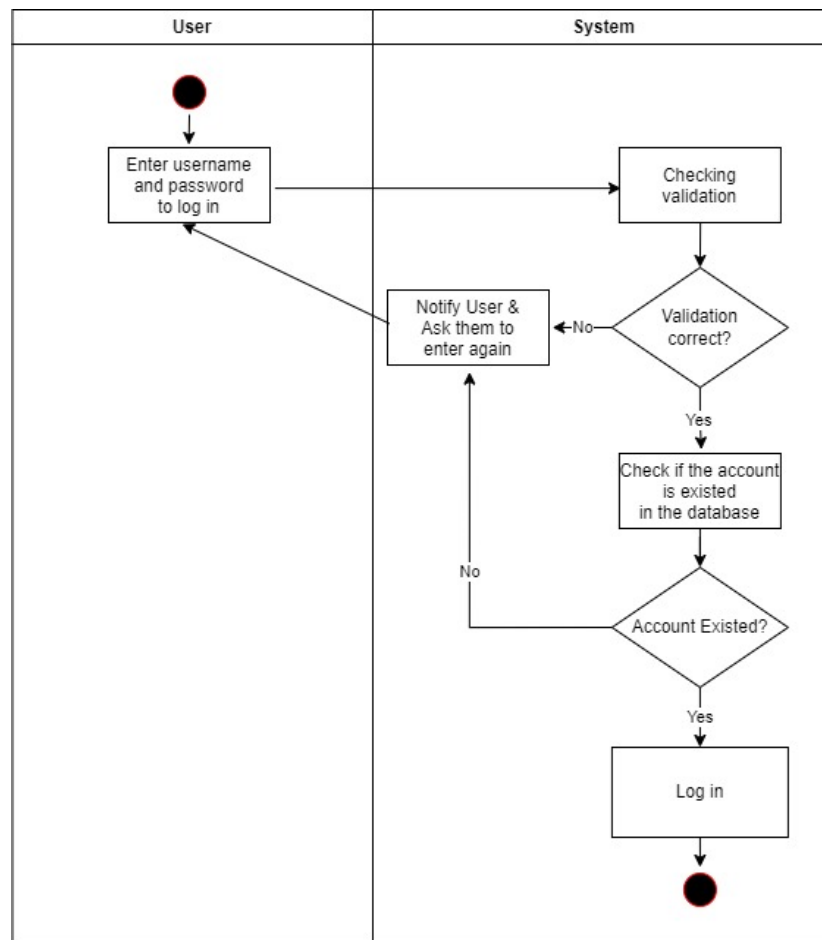 User
System
Enter username
and password
to log in
Checking
validation
Notify User &
Ask them to
enter again
No
Validation
correct?
Yes
Check if the account
is existed
in the database
No
Account Existed?
Yes
Log in